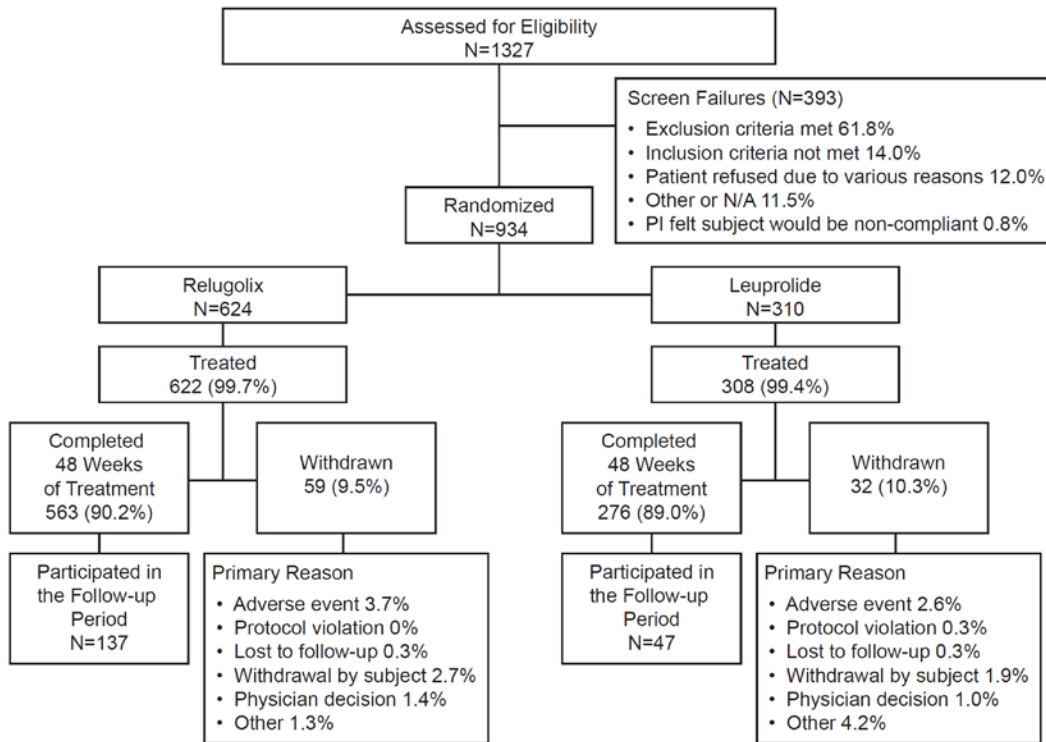 Assessed for Eligibility
N=1327
Screen Failures (N=393)
• Exclusion criteria met 61.8%
• Inclusion criteria not met 14.0%
• Patient refused due to various reasons 12.0%
• Other or N/A 11.5%
• PI felt subject would be non-compliant 0.8%
Randomized
N=934
Relugolix
N=624
Leuprolide
N=310
Treated
622 (99.7%)
Treated
308 (99.4%)
Completed
48 Weeks
of Treatment
563 (90.2%)
Withdrawn
59 (9.5%)
Completed
48 Weeks
of Treatment
276 (89.0%)
Withdrawn
32 (10.3%)
Participated in
the Follow-up
Period
N=137
Primary Reason
• Adverse event 3.7%
• Protocol violation 0%
• Lost to follow-up 0.3%
• Withdrawal by subject 2.7%
• Physician decision 1.4%
• Other 1.3%
Participated in
the Follow-up
Period
N=47
Primary Reason
• Adverse event 2.6%
• Protocol violation 0.3%
• Lost to follow-up 0.3%
• Withdrawal by subject 1.9%
• Physician decision 1.0%
• Other 4.2%